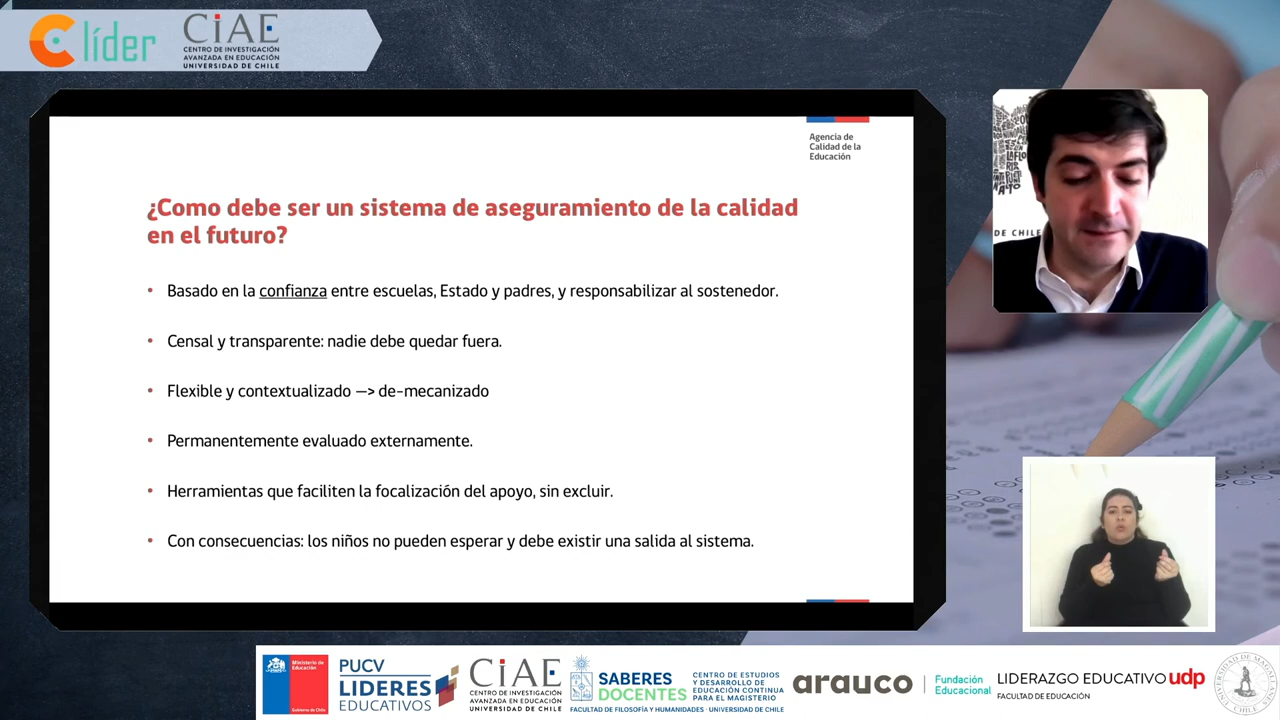 líder
CiAE
CENTRO DE INVESTIGACIÓN
AVANZADA EN EDUCACIÓN
UNIVERSIDAD DE CHILE
Agencia de
Calidad de la
Educación
¿Como debe ser un sistema de aseguramiento de la calidad
en el futuro?
• Basado en la confianza entre escuelas, Estado y padres, y responsabilizar al sostenedor.
• Censal y transparente: nadie debe quedar fuera.
• Flexible y contextualizado —> de-mecanizado
• Permanentemente evaluado externamente.
• Herramientas que faciliten la focalización del apoyo, sin excluir.
• Con consecuencias: los niños no pueden esperar y debe existir una salida al sistema.
DE CHILE
Ministerio de
Educación
Gobierno de Chile
PUCV
LIDERES
EDUCATIVOS
CiAE
CENTRO DE INVESTIGACIÓN
AVANZADA EN EDUCACIÓN
UNIVERSIDAD DE CHILE
SABERES
DOCENTES
CENTRO DE ESTUDIOS
Y DESARROLLO DE
EDUCACIÓN CONTINUA
PARA EL MAGISTERIO
FACULTAD DE FILOSOFÍA Y HUMANIDADES · UNIVERSIDAD DE CHILE
arauco
Fundación
Educacional
LIDERAZGO EDUCATIVO udp
FACULTAD DE EDUCACIÓN